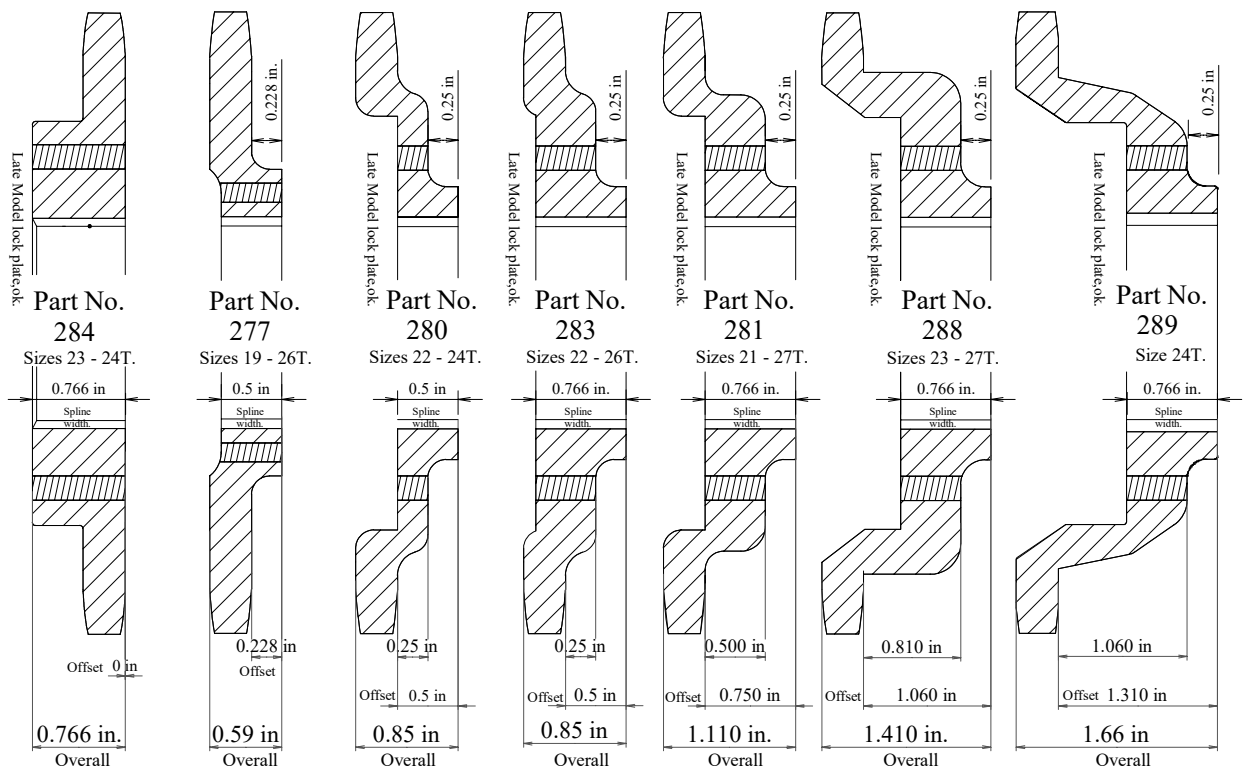 0.228 in.
0.25 in
0.25 in
0.25 in
0.25 in
0.25 in
Late Model lock plate,ok.
Late Model lock plate,ok.
Late Model lock plate,ok.
Late Model lock plate,ok.
Late Model lock plate,ok.
Late Model lock plate,ok.
Part No.
284
Sizes 23 - 24T.
Part No.
277
Sizes 19 - 26T.
Part No.
280
Sizes 22 - 24T.
Part No.
283
Sizes 22 - 26T.
Part No.
281
Sizes 21 - 27T.
Part No.
288
Sizes 23 - 27T.
Part No.
289
Size 24T.
0.766 in
0.5 in
0.5 in
0.766 in.
0.766 in.
0.766 in.
0.766 in.
Spline
width.
Spline
width.
Spline
width.
Spline
width.
Spline
width.
Spline
width.
Spline
width.
Offset 0 in
0.228 in
Offset
0.25 in
0.25 in
0.500 in
0.810 in
1.060 in
Offset 0.5 in
Offset 0.5 in
Offset 0.750 in
Offset 1.060 in
Offset 1.310 in
0.766 in.
Overall
0.59 in
Overall
0.85 in
Overall
0.85 in
Overall
1.110 in.
Overall
1.410 in.
Overall
1.66 in
Overall